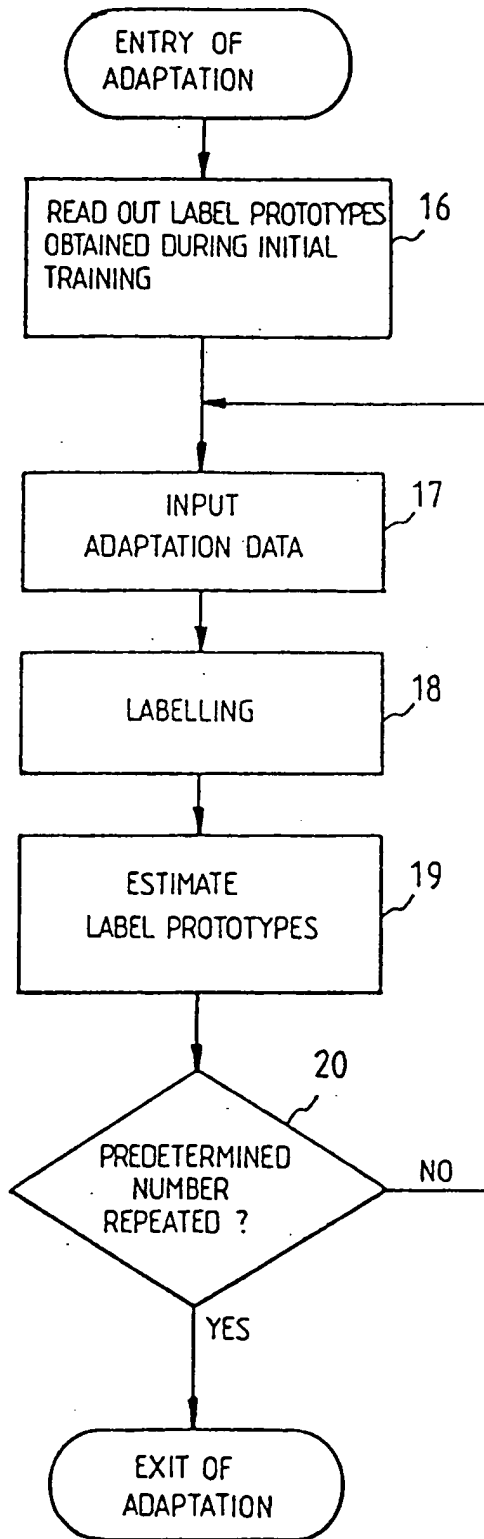 ENTRY OF
ADAPTATION
READ OUT LABEL PROTOTYPES
OBTAINED DURING INITIAL
TRAINING
16
INPUT
ADAPTATION DATA
17
LABELLING
18
ESTIMATE
LABEL PROTOTYPES
19
20
PREDETERMINED
NUMBER
REPEATED ?
NO
YES
EXIT OF
ADAPTATION